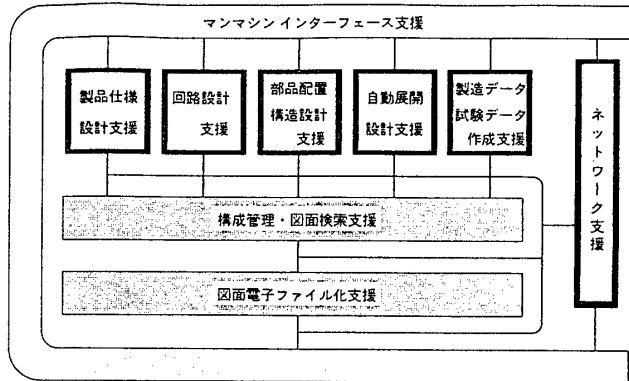 マンマシン インターフェース支援
製品仕様
設計支援
回路設計
支援
部品配置
構造設計
支援
自動展開
設計支援
製造データ
試験データ
作成支援
ネットワーク支援
構成管理・図面検索支援
図面電子ファイル化支援